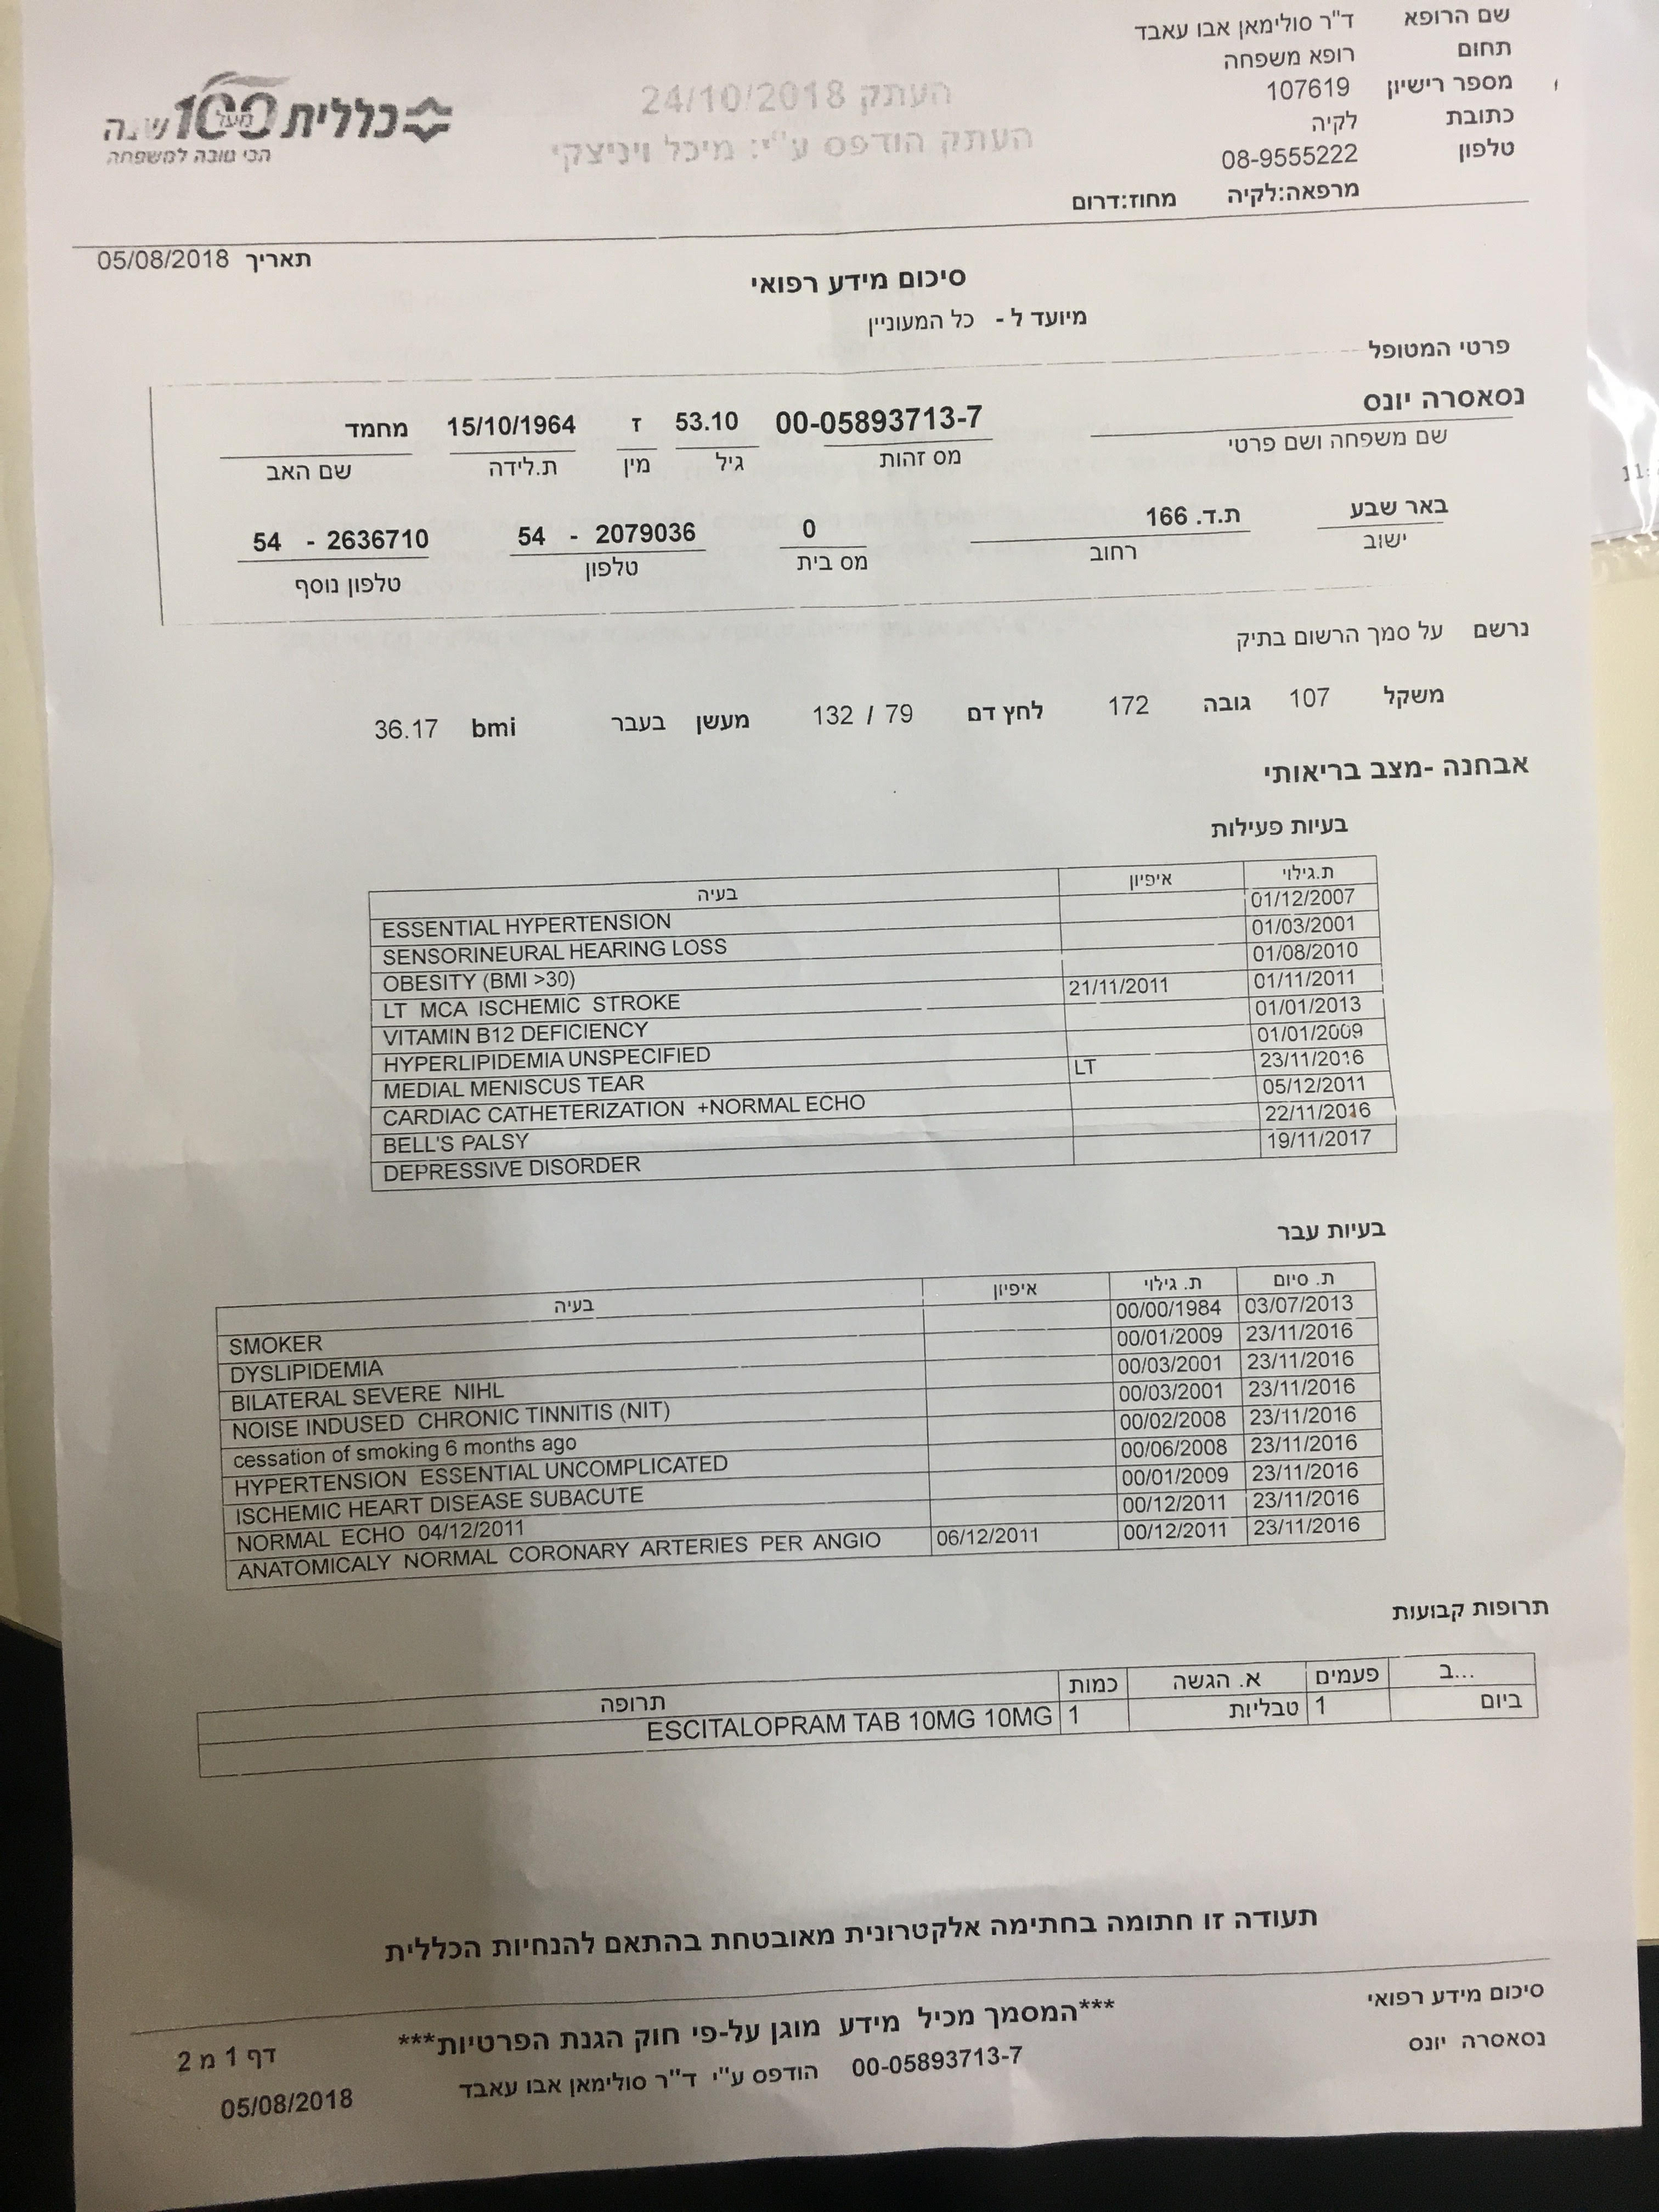 שם הרופא ד"ר סולימאן אבו עאבד
תחום רופא משפחה
מספר רישיון 107619
כתובת לקיה
טלפון 08-9555222
מרפאה:לקיה מחוז:דרום
העתק 24/10/2018
העתק הודפס ע"י: מיכל ויניצקי
כללית מעל 100 שנה
הכי טובה למשפחה
תאריך 05/08/2018
סיכום מידע רפואי
מיועד ל - כל המעוניין
פרטי המטופל
נסאסרה יונס 00-05893713-7 53.10 ז 15/10/1964 מחמד
שם משפחה ושם פרטי מס זהות גיל מין ת.לידה שם האב
באר שבע ת.ד. 166 0 54 - 2079036 54 - 2636710
ישוב רחוב מס בית טלפון טלפון נוסף
11:
נרשם על סמך הרשום בתיק
משקל 107 גובה 172 לחץ דם 132 / 79 מעשן בעבר bmi 36.17
אבחנה -מצב בריאותי
בעיות פעילות
ת.גילוי איפיון בעיה
ESSENTIAL HYPERTENSION 01/12/2007
SENSORINEURAL HEARING LOSS 01/03/2001
OBESITY (BMI >30) 01/08/2010
LT MCA ISCHEMIC STROKE 21/11/2011 01/11/2011
VITAMIN B12 DEFICIENCY 01/01/2013
HYPERLIPIDEMIA UNSPECIFIED 01/01/2009
MEDIAL MENISCUS TEAR LT 23/11/2016
CARDIAC CATHETERIZATION +NORMAL ECHO 05/12/2011
BELL'S PALSY 22/11/2016
DEPRESSIVE DISORDER 19/11/2017
בעיות עבר
ת. סיום ת. גילוי איפיון בעיה
SMOKER 00/00/1984 03/07/2013
DYSLIPIDEMIA 00/01/2009 23/11/2016
BILATERAL SEVERE NIHL 00/03/2001 23/11/2016
NOISE INDUSED CHRONIC TINNITIS (NIT) 00/03/2001 23/11/2016
cessation of smoking 6 months ago 00/02/2008 23/11/2016
HYPERTENSION ESSENTIAL UNCOMPLICATED 00/06/2008 23/11/2016
ISCHEMIC HEART DISEASE SUBACUTE 00/01/2009 23/11/2016
NORMAL ECHO 04/12/2011 00/12/2011 23/11/2016
ANATOMICALY NORMAL CORONARY ARTERIES PER ANGIO 06/12/2011 00/12/2011 23/11/2016
תרופות קבועות
ב... פעמים א. הגשה כמות תרופה
ביום 1 טבליות 1 ESCITALOPRAM TAB 10MG 10MG
תעודה זו חתומה בחתימה אלקטרונית מאובטחת בהתאם להנחיות הכללית
סיכום מידע רפואי ***המסמך מכיל מידע מוגן על-פי חוק הגנת הפרטיות*** דף 1 מ 2
נסאסרה יונס 00-05893713-7 הודפס ע"י ד"ר סולימאן אבו עאבד 05/08/2018